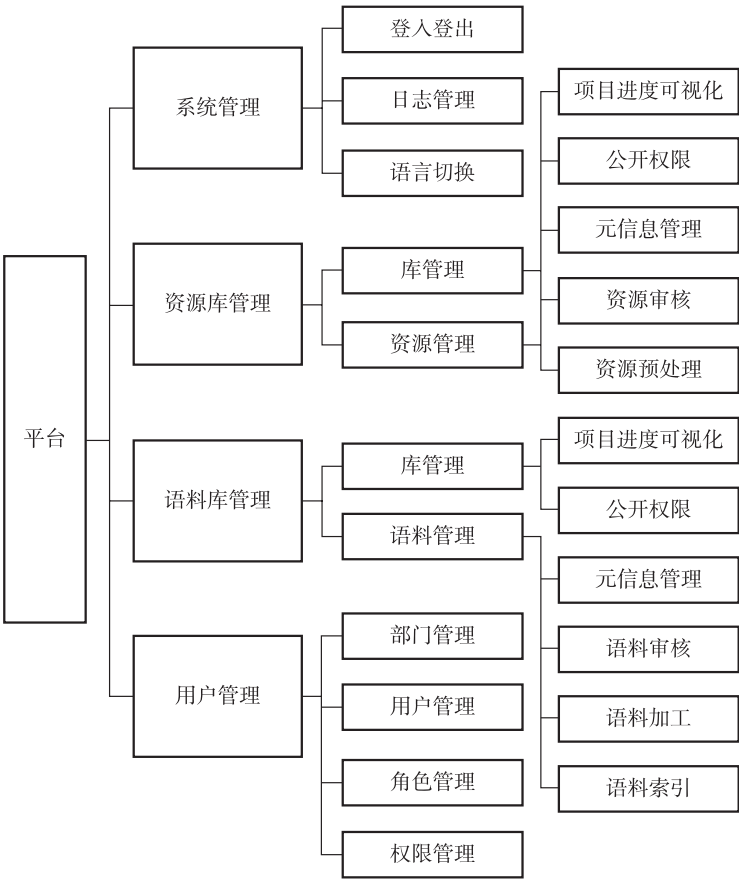 平台
系统管理
登入登出
日志管理
语言切换
资源库管理
库管理
资源管理
项目进度可视化
公开权限
元信息管理
资源审核
资源预处理
语料库管理
库管理
项目进度可视化
公开权限
语料管理
元信息管理
语料审核
语料加工
语料索引
用户管理
部门管理
用户管理
角色管理
权限管理